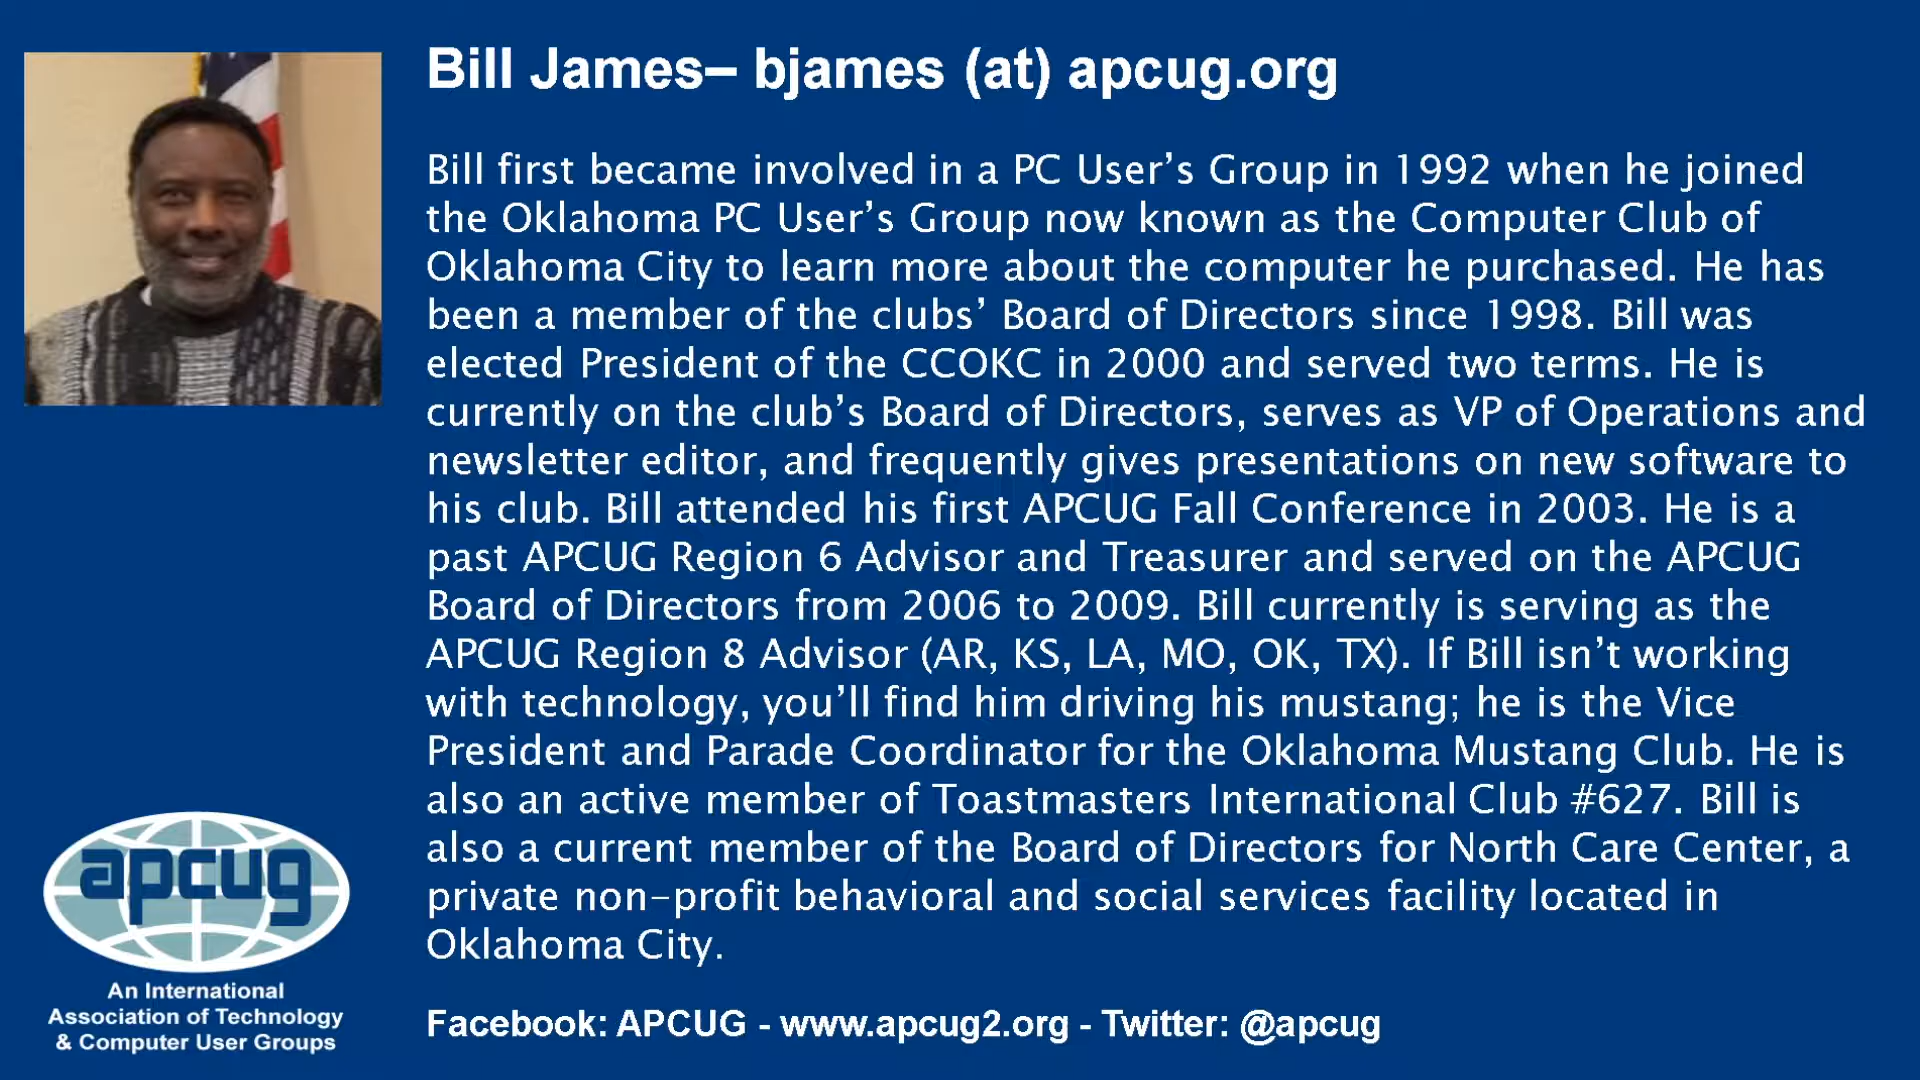 Bill James– bjames (at) apcug.org
Bill first became involved in a PC User’s Group in 1992 when he joined
the Oklahoma PC User’s Group now known as the Computer Club of
Oklahoma City to learn more about the computer he purchased. He has
been a member of the clubs’ Board of Directors since 1998. Bill was
elected President of the CCOKC in 2000 and served two terms. He is
currently on the club’s Board of Directors, serves as VP of Operations and
newsletter editor, and frequently gives presentations on new software to
his club. Bill attended his first APCUG Fall Conference in 2003. He is a
past APCUG Region 6 Advisor and Treasurer and served on the APCUG
Board of Directors from 2006 to 2009. Bill currently is serving as the
APCUG Region 8 Advisor (AR, KS, LA, MO, OK, TX). If Bill isn’t working
with technology, you’ll find him driving his mustang; he is the Vice
President and Parade Coordinator for the Oklahoma Mustang Club. He is
also an active member of Toastmasters International Club #627. Bill is
also a current member of the Board of Directors for North Care Center, a
private non-profit behavioral and social services facility located in
Oklahoma City.
apcug
An International
Association of Technology
& Computer User Groups
Facebook: APCUG - www.apcug2.org - Twitter: @apcug